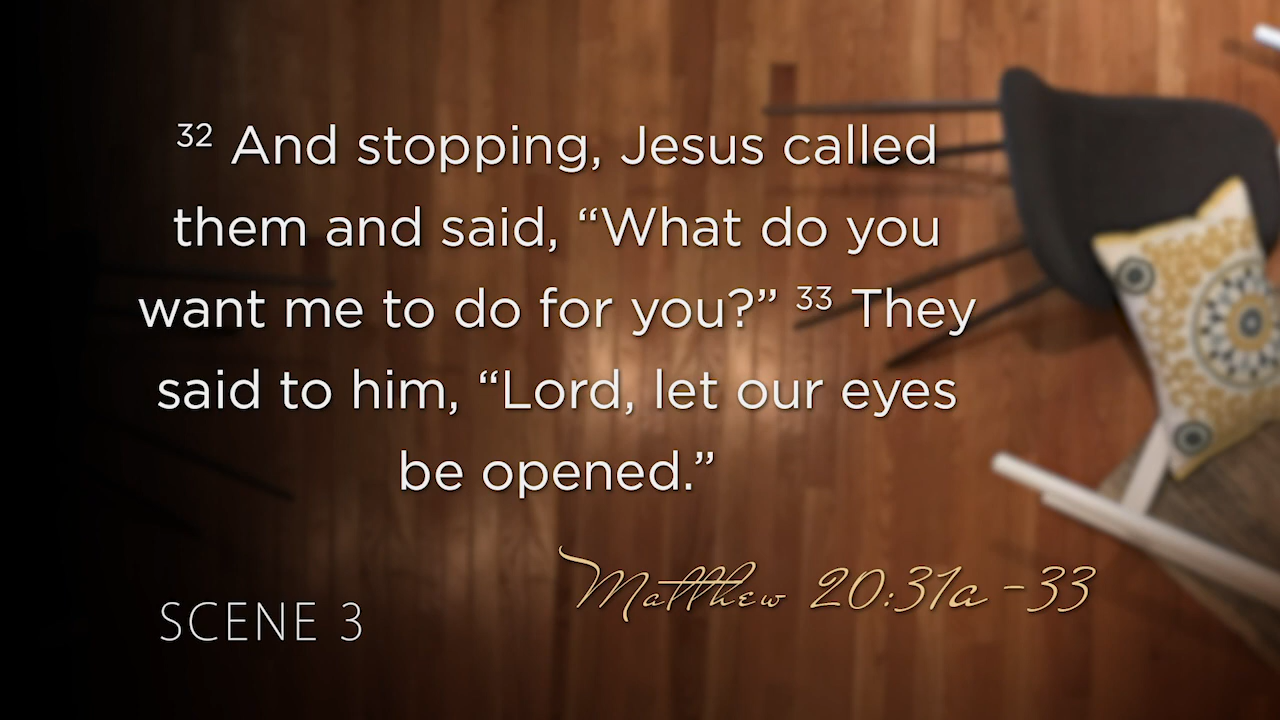 32 And stopping, Jesus called
them and said, “What do you
want me to do for you?” 33 They
said to him, “Lord, let our eyes
be opened.”
Matthew 20:31a-33
SCENE 3